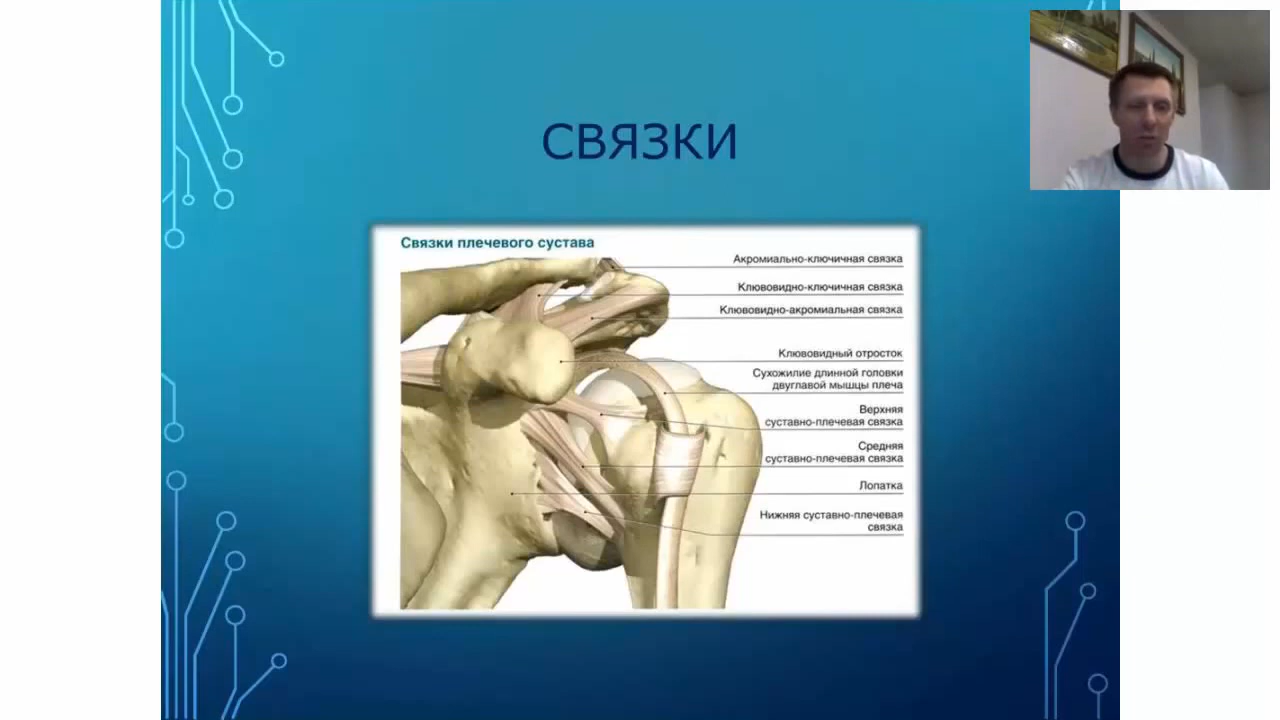 СВЯЗКИ
Связки плечевого сустава
Акромиально-ключичная связка
Клювовидно-ключичная связка
Клювовидно-акромиальная связка
Клювовидный отросток
Сухожилие длинной головки
двуглавой мышцы плеча
Верхняя
суставно-плечевая связка
Средняя
суставно-плечевая связка
Лопатка
Нижняя суставно-плечевая
связка